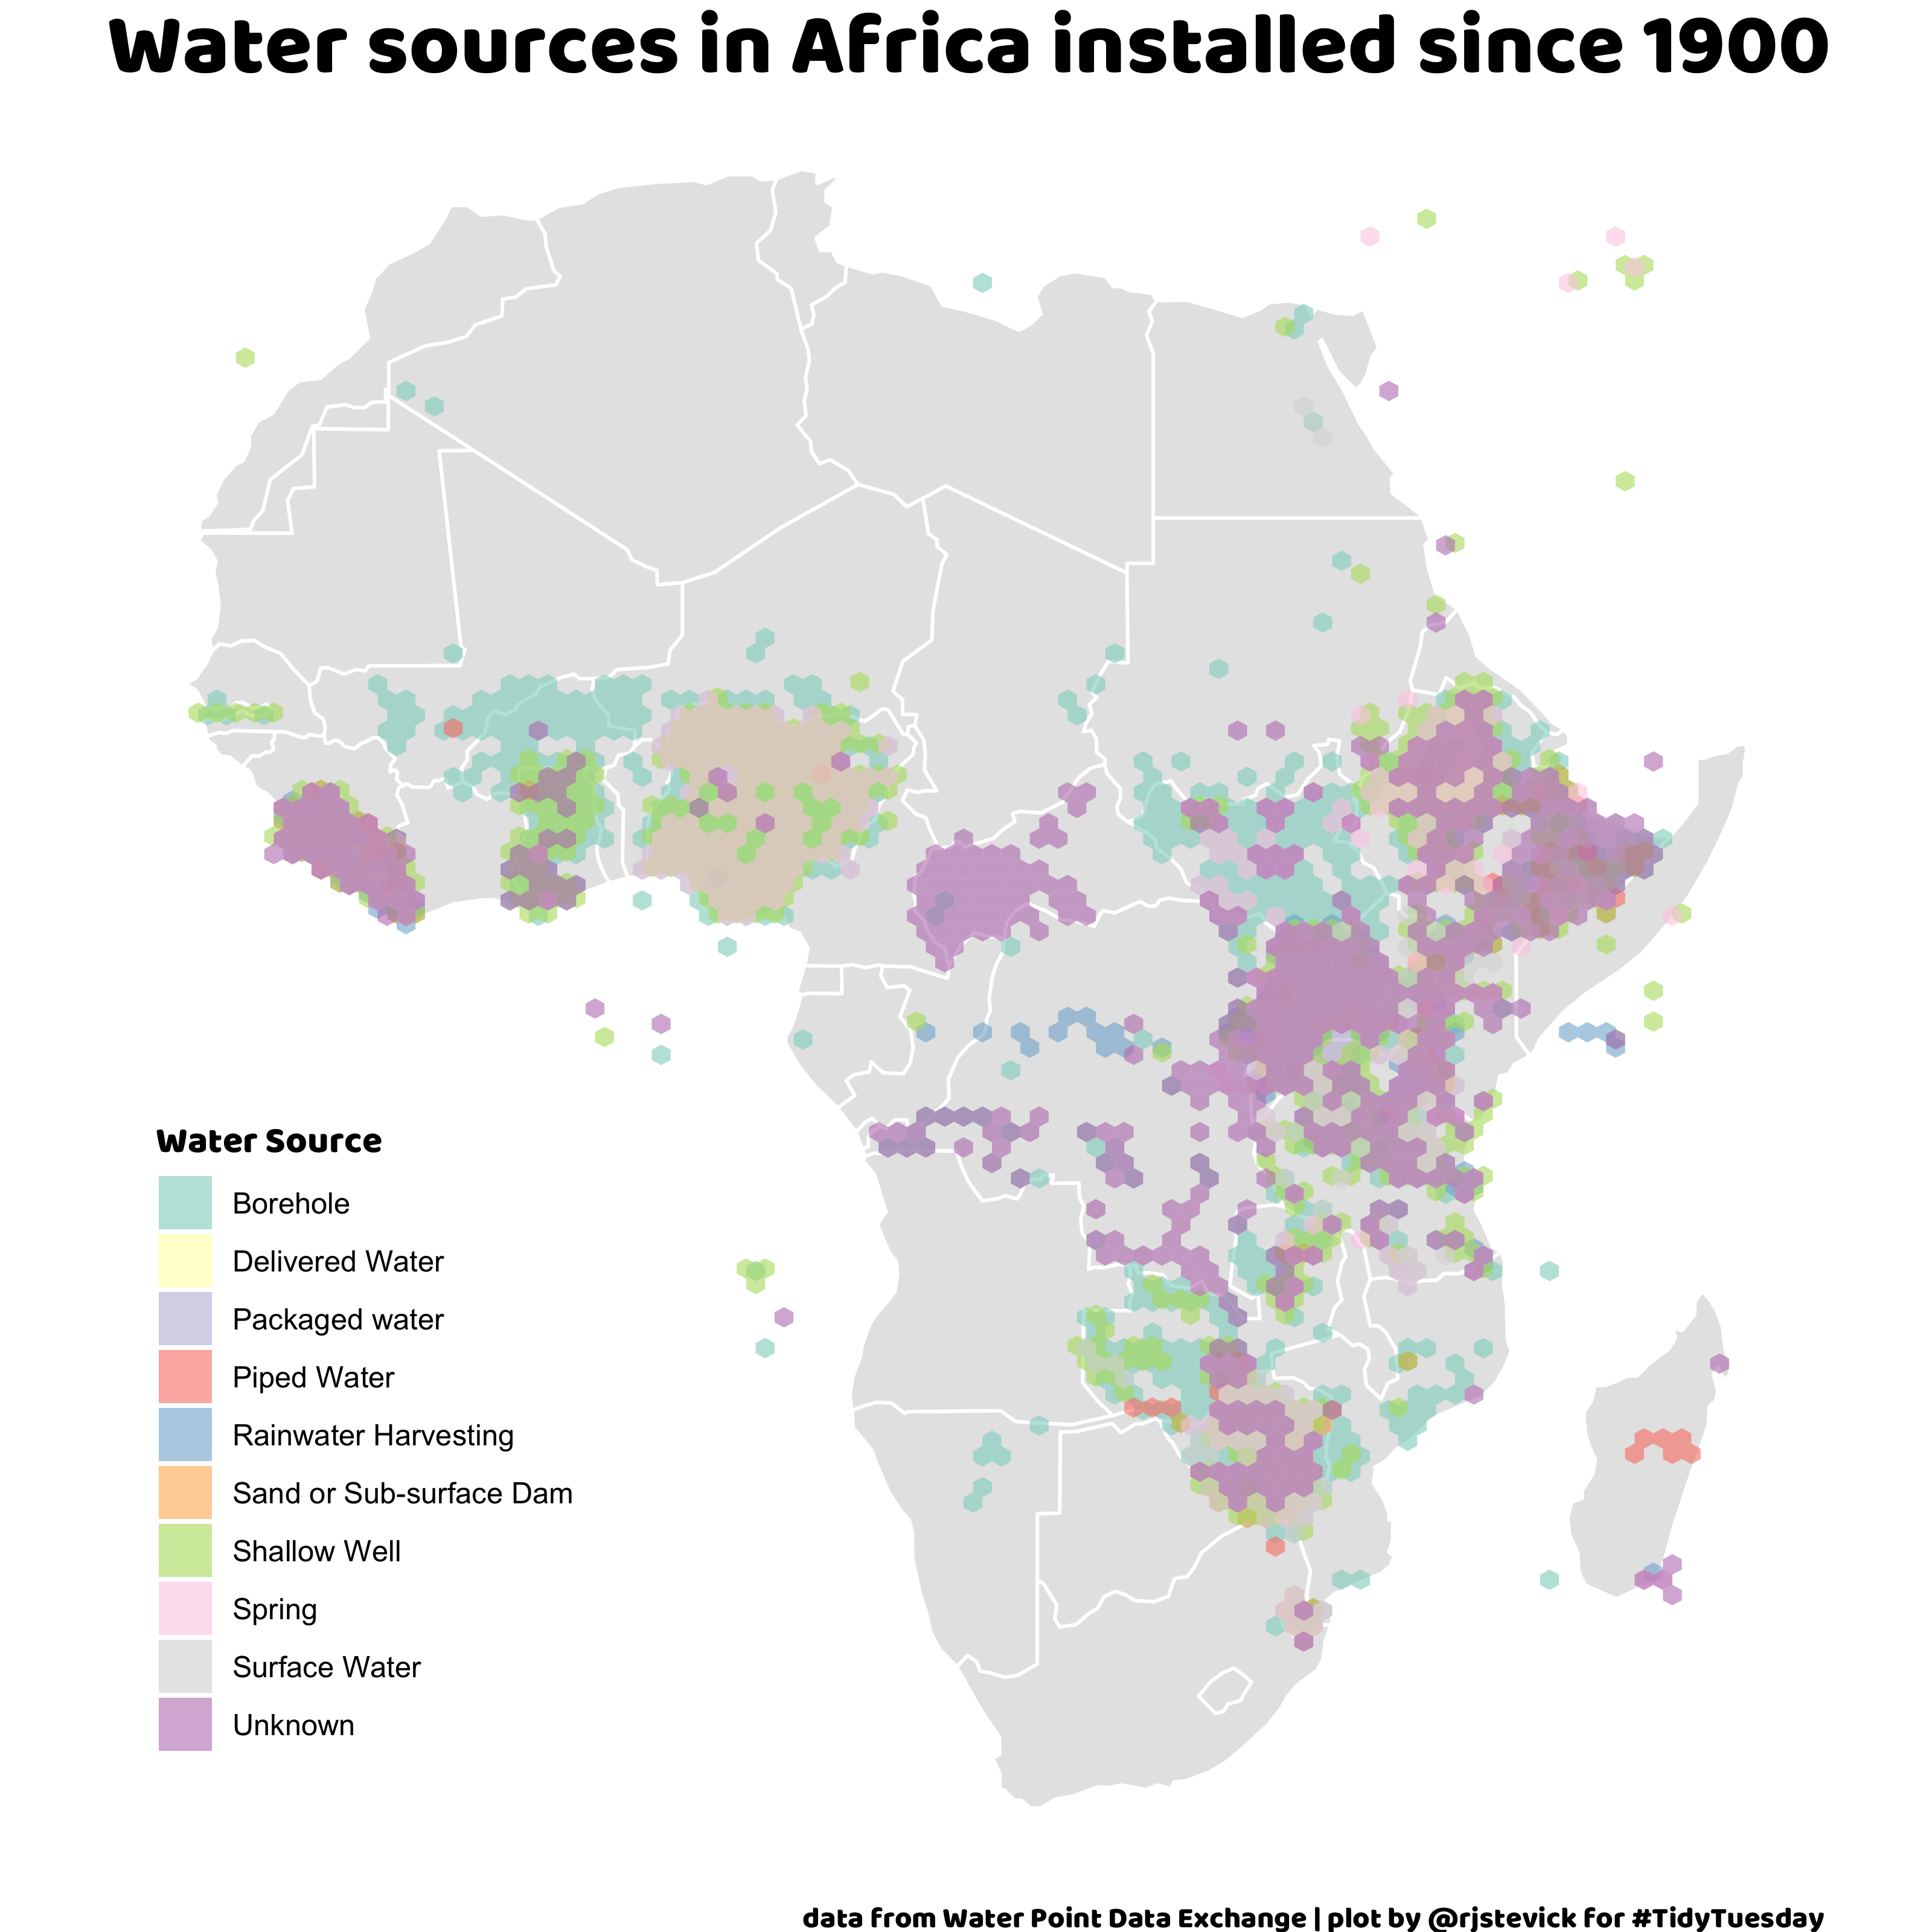 Water sources in Africa installed since 1900
Water Source
Borehole
Delivered Water
Packaged water
Piped Water
Rainwater Harvesting
Sand or Sub-surface Dam
Shallow Well
Spring
Surface Water
Unknown
data from Water Point Data Exchange | plot by @rjstevick for #TidyTuesday